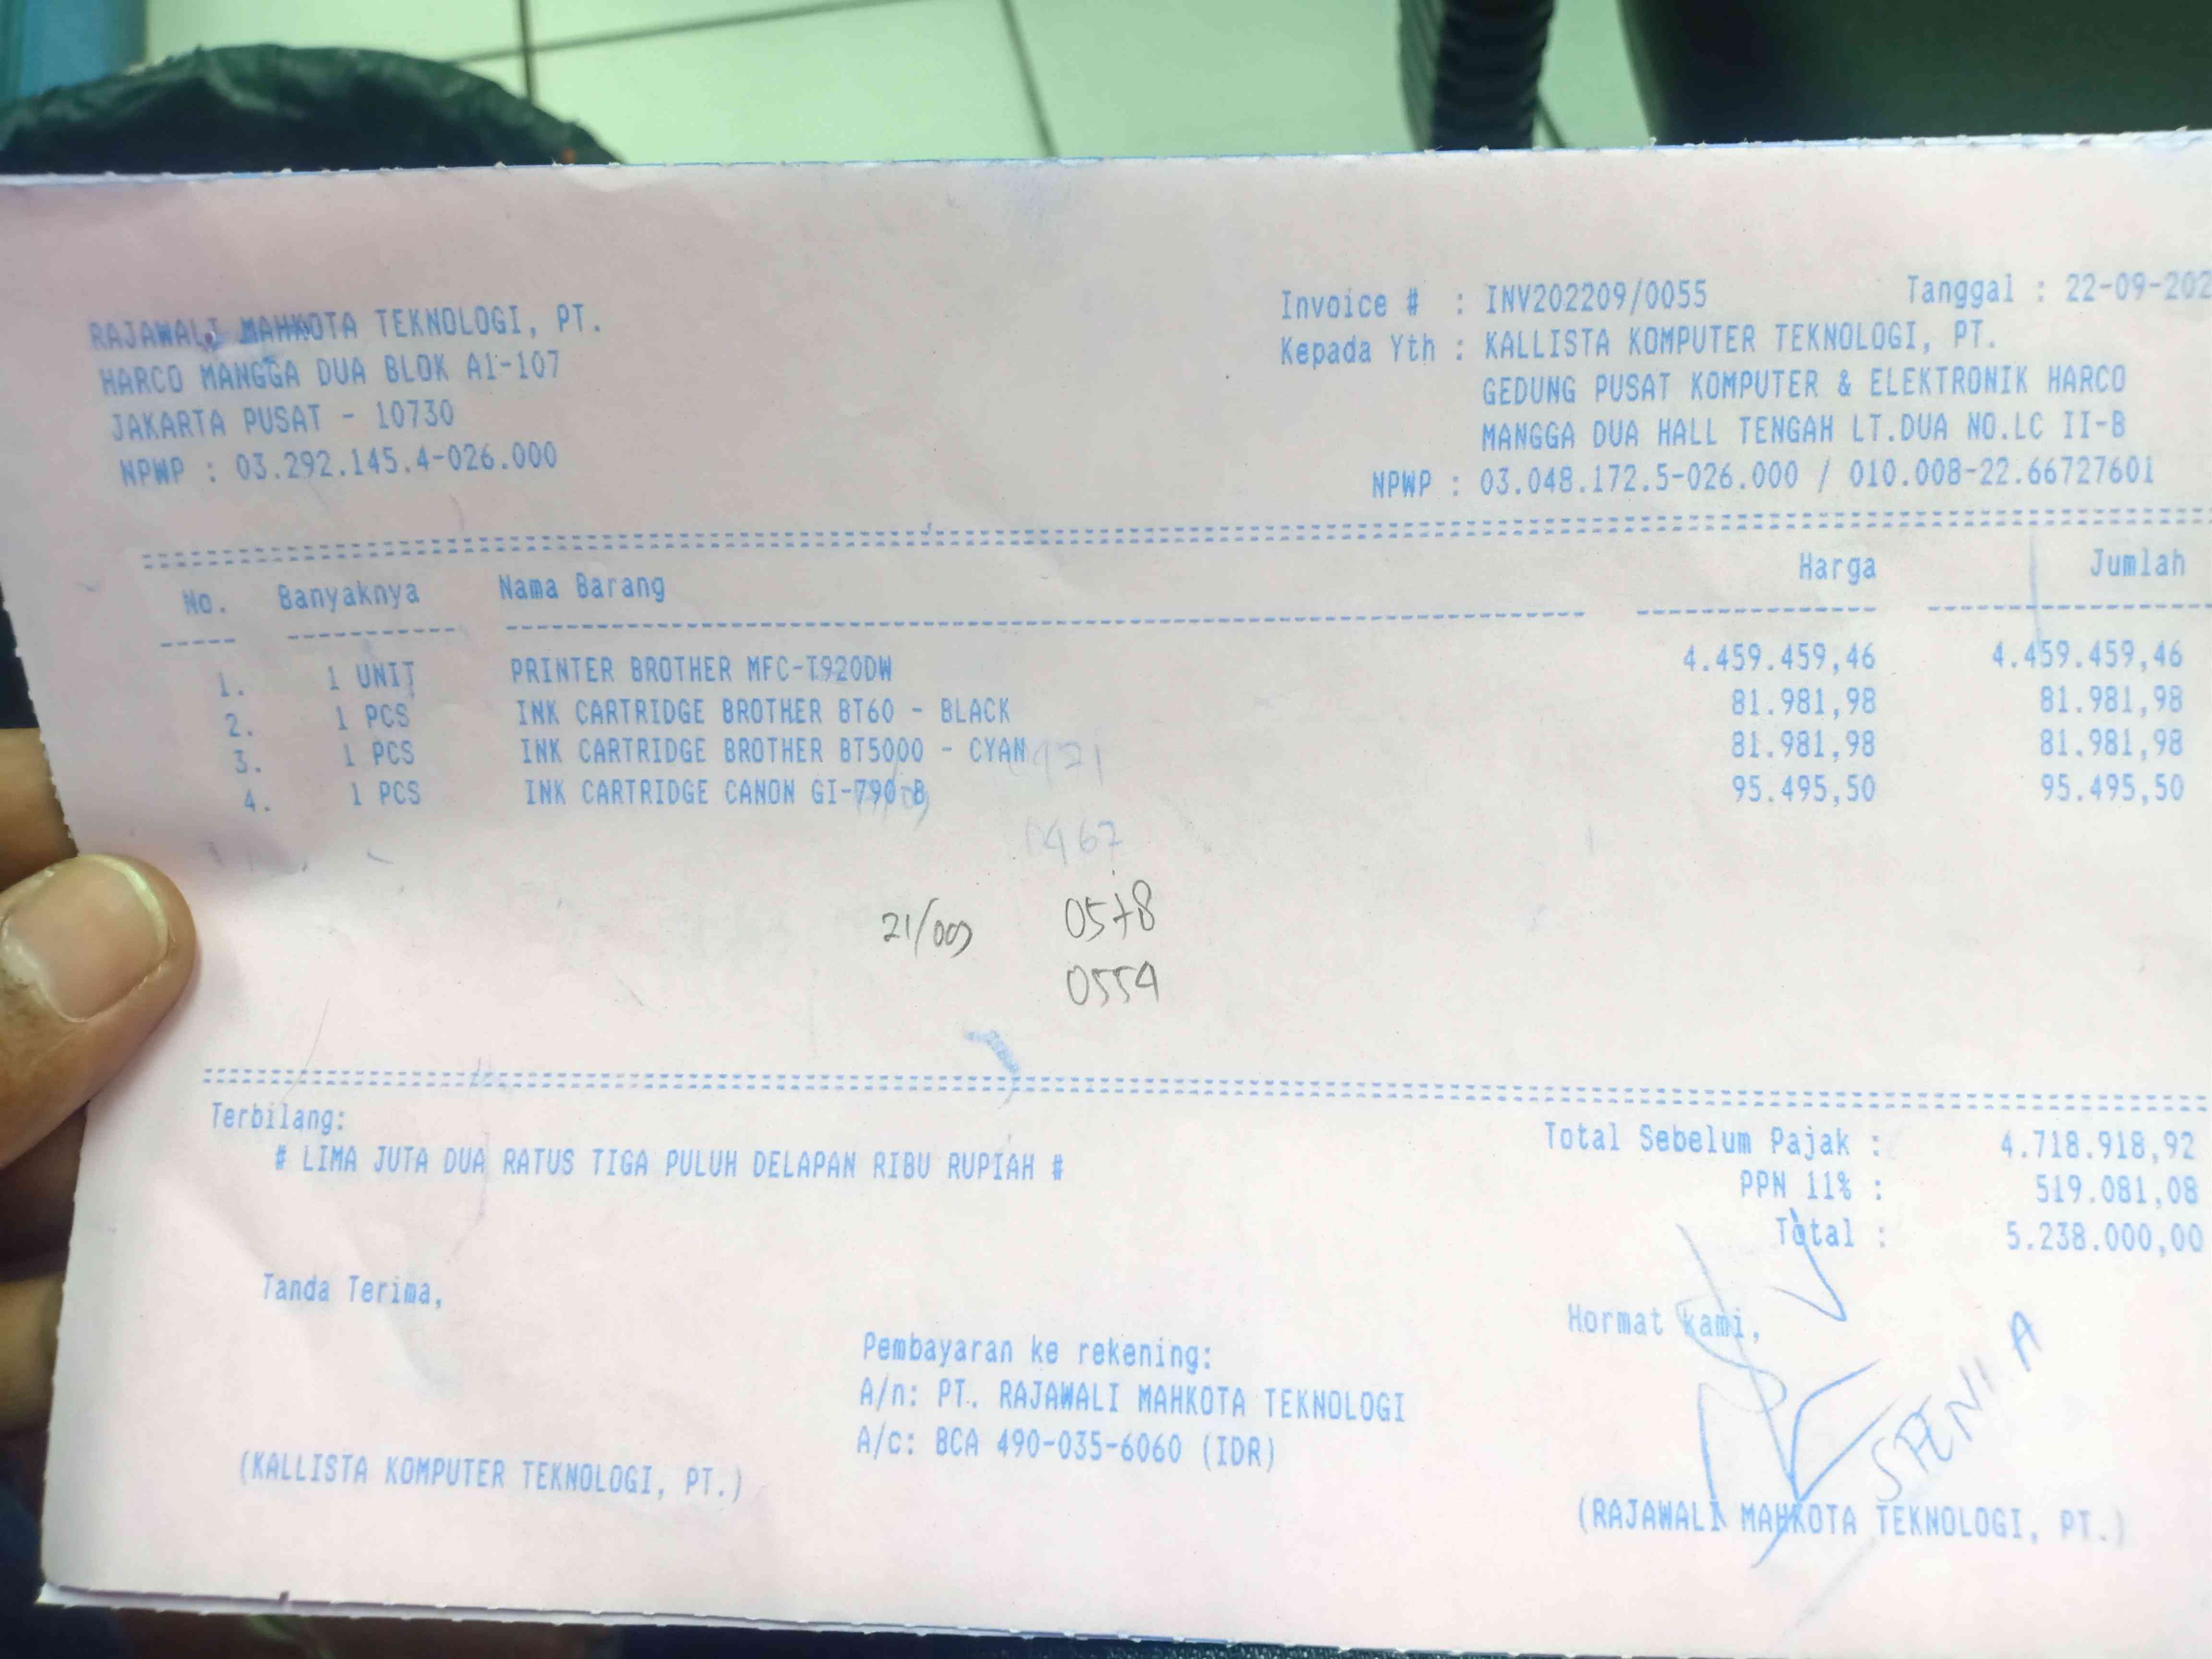 RAJAWALI MAHKOTA TEKNOLOGI, PT.
HARCO MANGGA DUA BLOK A1-107
JAKARTA PUSAT - 10730
NPWP : 03.292.145.4-026.000
Invoice # : INV202209/0055 Tanggal : 22-09-202
Kepada Yth : KALLISTA KOMPUTER TEKNOLOGI, PT.
GEDUNG PUSAT KOMPUTER & ELEKTRONIK HARCO
MANGGA DUA HALL TENGAH LT.DUA NO.LC II-B
NPWP : 03.048.172.5-026.000 / 010.008-22.66727601
No. Banyaknya Nama Barang Harga Jumlah
1. 1 UNIT PRINTER BROTHER MFC-T920DW 4.459.459,46 4.459.459,46
2. 1 PCS INK CARTRIDGE BROTHER BT60 - BLACK 81.981,98 81.981,98
3. 1 PCS INK CARTRIDGE BROTHER BT5000 - CYAN 81.981,98 81.981,98
4. 1 PCS INK CARTRIDGE CANON GI-790 B 95.495,50 95.495,50
21/09 0578
0554
Terbilang:
# LIMA JUTA DUA RATUS TIGA PULUH DELAPAN RIBU RUPIAH #
Total Sebelum Pajak : 4.718.918,92
PPN 11% : 519.081,08
Total : 5.238.000,00
Tanda Terima,
(KALLISTA KOMPUTER TEKNOLOGI, PT.)
Pembayaran ke rekening:
A/n: PT. RAJAWALI MAHKOTA TEKNOLOGI
A/c: BCA 490-035-6060 (IDR)
Hormat kami,
(RAJAWALI MAHKOTA TEKNOLOGI, PT.)